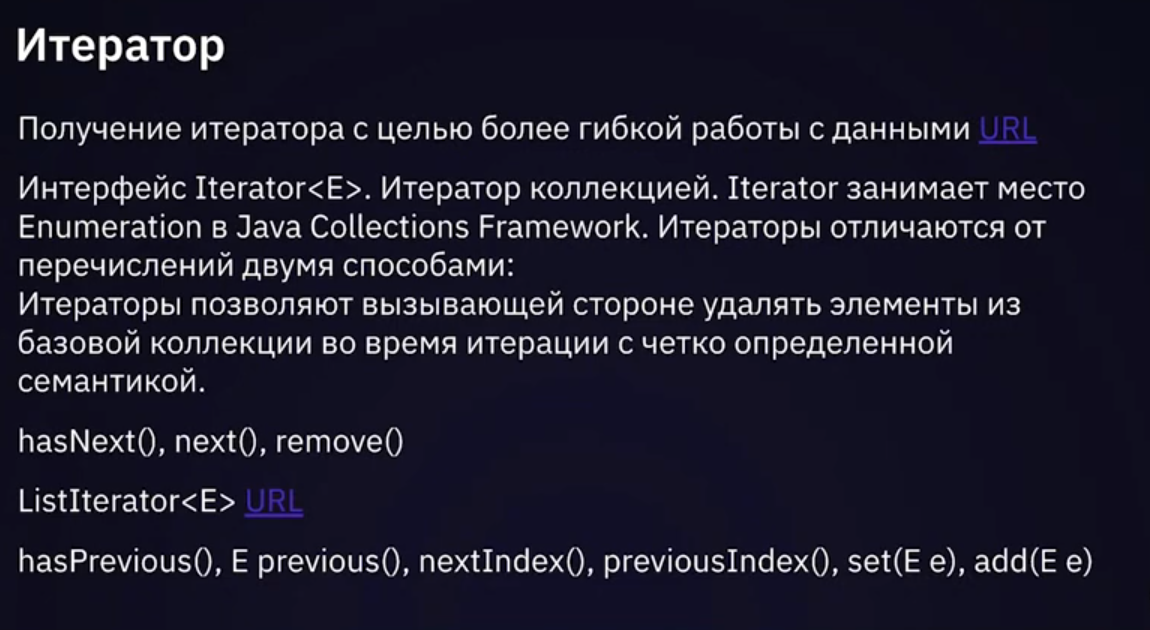 Итератор
Получение итератора с целью более гибкой работы с данными URL
Интерфейс Iterator<E>. Итератор коллекцией. Iterator занимает место
Enumeration в Java Collections Framework. Итераторы отличаются от
перечислений двумя способами:
Итераторы позволяют вызывающей стороне удалять элементы из
базовой коллекции во время итерации с четко определенной
семантикой.
hasNext(), next(), remove()
ListIterator<E> URL
hasPrevious(), E previous(), nextIndex(), previousIndex(), set(E e), add(E e)